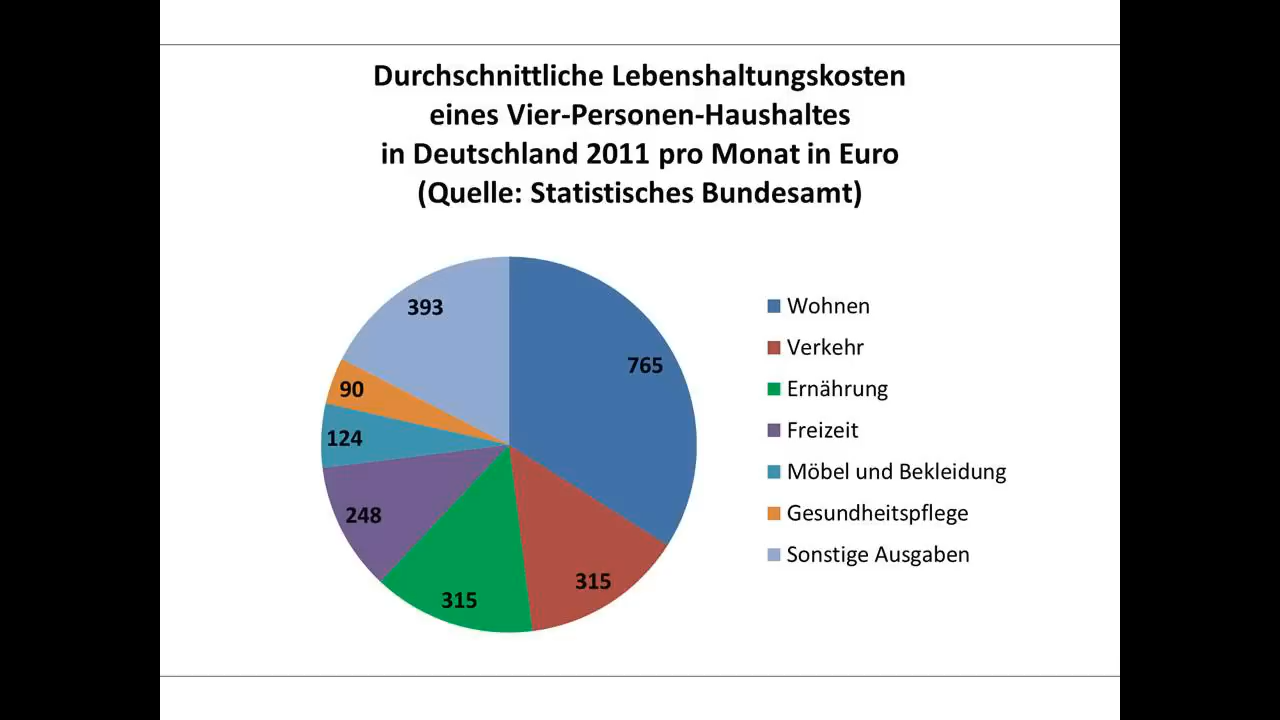 Durchschnittliche Lebenshaltungskosten
eines Vier-Personen-Haushaltes
in Deutschland 2011 pro Monat in Euro
(Quelle: Statistisches Bundesamt)
393
765
90
124
248
315
315
Wohnen
Verkehr
Ernährung
Freizeit
Möbel und Bekleidung
Gesundheitspflege
Sonstige Ausgaben